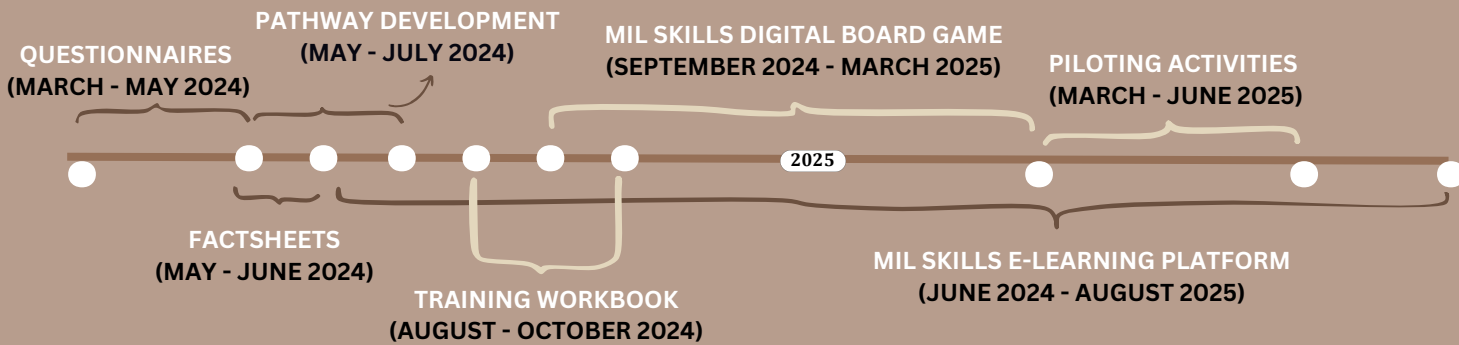 PATHWAY DEVELOPMENT
(MAY - JULY 2024)
QUESTIONNAIRES
(MARCH - MAY 2024)
MIL SKILLS DIGITAL BOARD GAME
(SEPTEMBER 2024 - MARCH 2025)
PILOTING ACTIVITIES
(MARCH - JUNE 2025)
2025
FACTSHEETS
(MAY - JUNE 2024)
TRAINING WORKBOOK
(AUGUST - OCTOBER 2024)
MIL SKILLS E-LEARNING PLATFORM
(JUNE 2024 - AUGUST 2025)